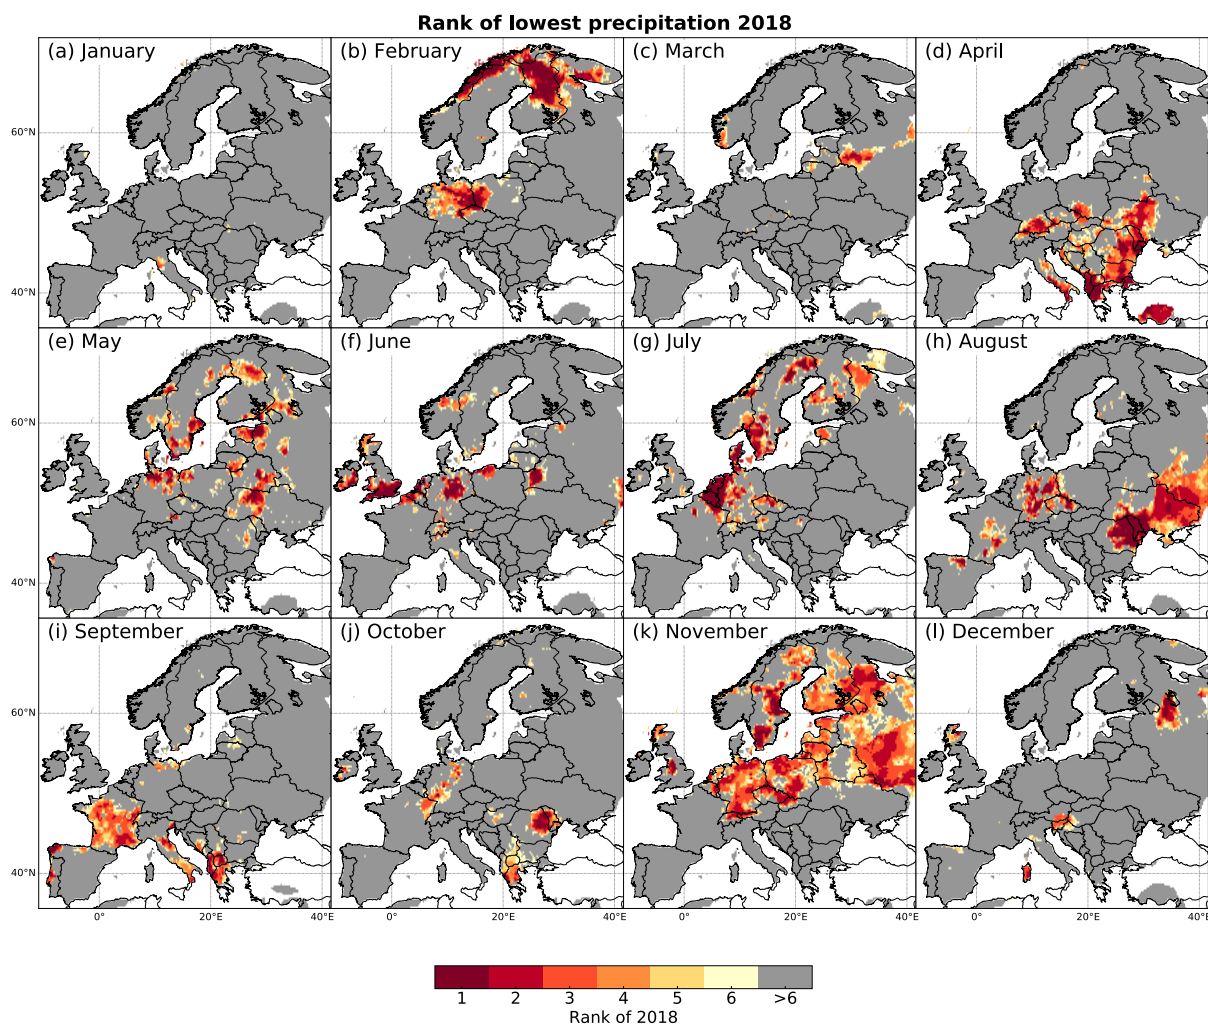 Rank of lowest precipitation 2018
(a) January
(b) February
(c) March
(d) April
60°N
40°N
(e) May
(f) June
(g) July
(h) August
60°N
40°N
(i) September
(j) October
(k) November
(l) December
60°N
40°N
0° 20°E 40°E 0° 20°E 40°E 0° 20°E 40°E 0° 20°E 40°E
1 2 3 4 5 6 >6
Rank of 2018